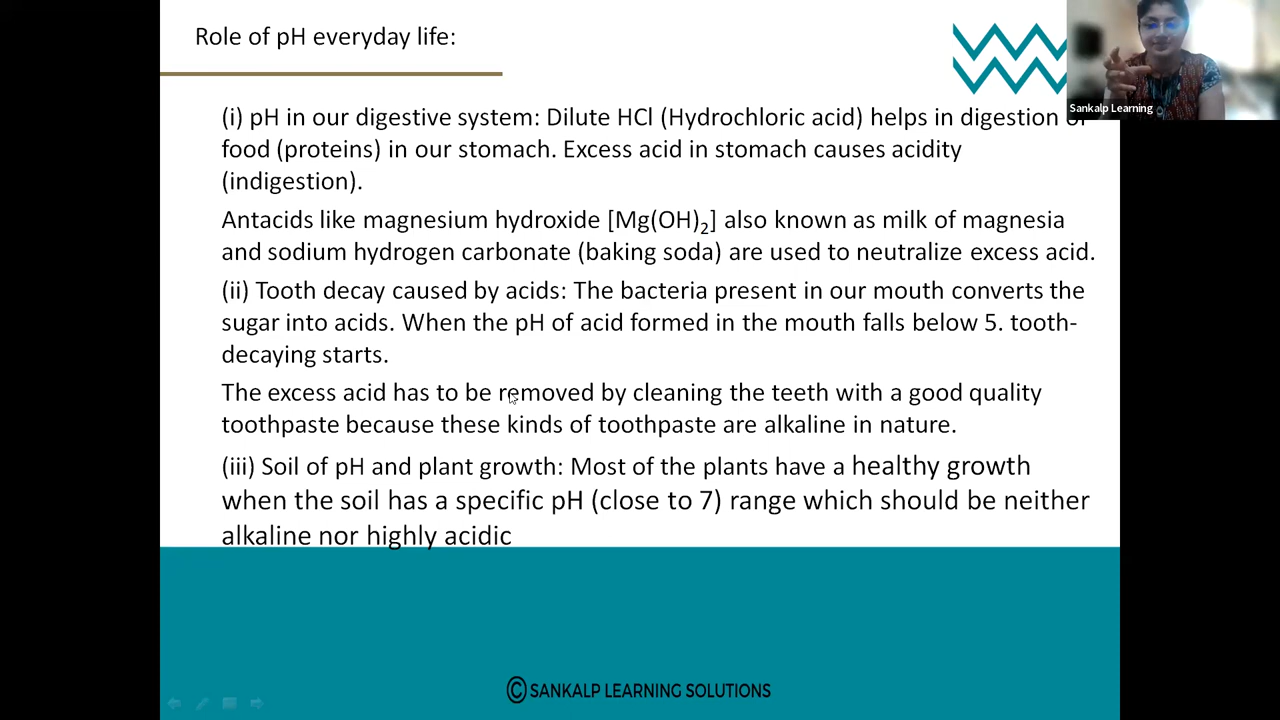 Role of pH everyday life:
Sankalp Learning
(i) pH in our digestive system: Dilute HCl (Hydrochloric acid) helps in digestion of
food (proteins) in our stomach. Excess acid in stomach causes acidity
(indigestion).
Antacids like magnesium hydroxide [Mg(OH)₂] also known as milk of magnesia
and sodium hydrogen carbonate (baking soda) are used to neutralize excess acid.
(ii) Tooth decay caused by acids: The bacteria present in our mouth converts the
sugar into acids. When the pH of acid formed in the mouth falls below 5. tooth-
decaying starts.
The excess acid has to be removed by cleaning the teeth with a good quality
toothpaste because these kinds of toothpaste are alkaline in nature.
(iii) Soil of pH and plant growth: Most of the plants have a healthy growth
when the soil has a specific pH (close to 7) range which should be neither
alkaline nor highly acidic
© SANKALP LEARNING SOLUTIONS